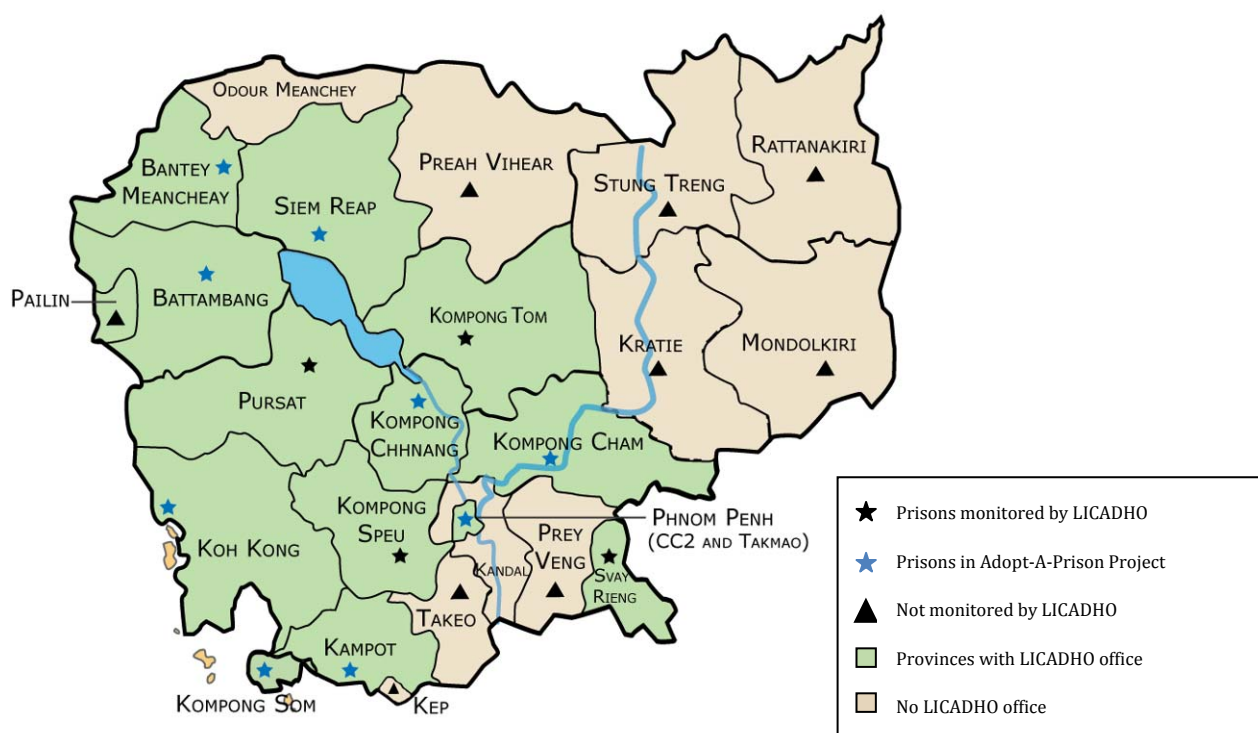 ODOUR MEANCHEY
BANTEY
MEANCHEAY
SIEM REAP
PREAH VIHEAR
STUNG TRENG
RATTANAKIRI
PAILIN
BATTAMBANG
KOMPONG TOM
KRATIE
MONDOLKIRI
PURSAT
KOMPONG
CHHNANG
KOMPONG CHAM
KOMPONG
SPEU
KOH KONG
PHNOM PENH
(CC2 AND TAKMAO)
PREY
VENG
KANDAL
SVAY
RIENG
TAKEO
KAMPOT
KOMPONG SOM
KEP
Prisons monitored by LICADHO
Prisons in Adopt-A-Prison Project
Not monitored by LICADHO
Provinces with LICADHO office
No LICADHO office